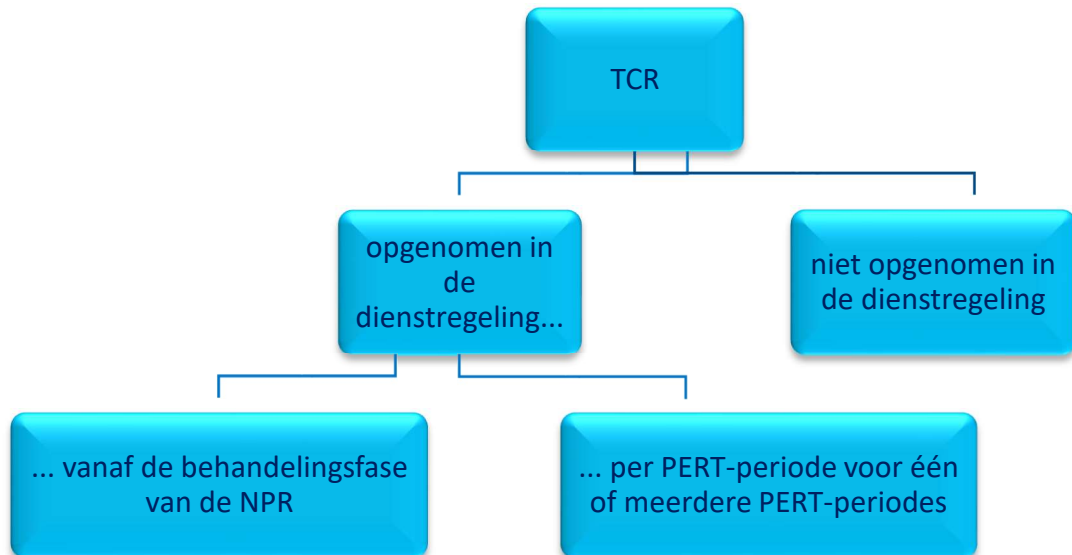 TCR
opgenomen in
de
dienstregeling...
niet opgenomen in
de dienstregeling
... vanaf de behandelingsfase
van de NPR
... per PERT-periode voor één
of meerdere PERT-periodes